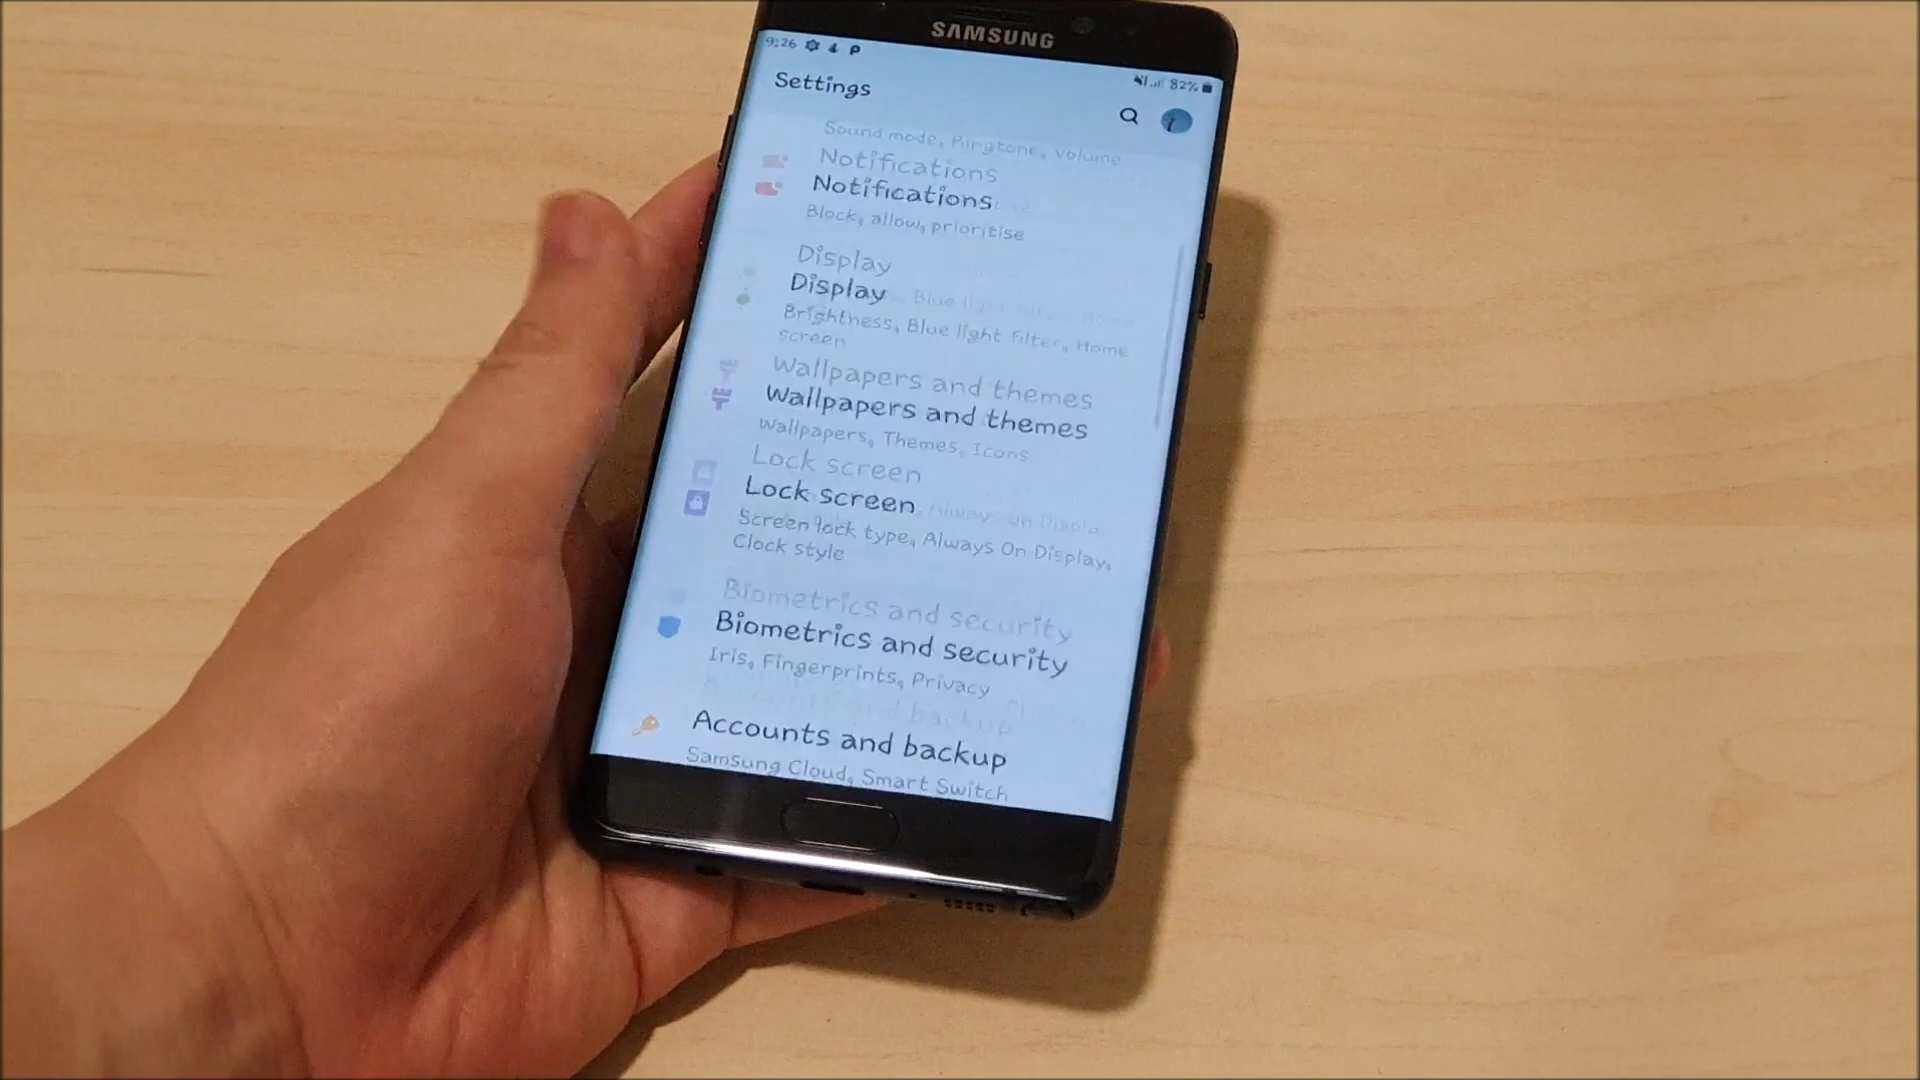 SAMSUNG
9:26
82%
Settings
Sound mode, Ringtone, Volume
Notifications
Notifications
Block, allow, prioritise
Display
Display
Brightness, Blue light filter, Home
screen
Wallpapers and themes
Wallpapers and themes
Wallpapers, Themes, Icons
Lock screen
Lock screen
Screen lock type, Always On Display,
Clock style
Biometrics and security
Biometrics and security
Iris, Fingerprints, Privacy
and backup
Accounts and backup
Samsung Cloud, Smart Switch